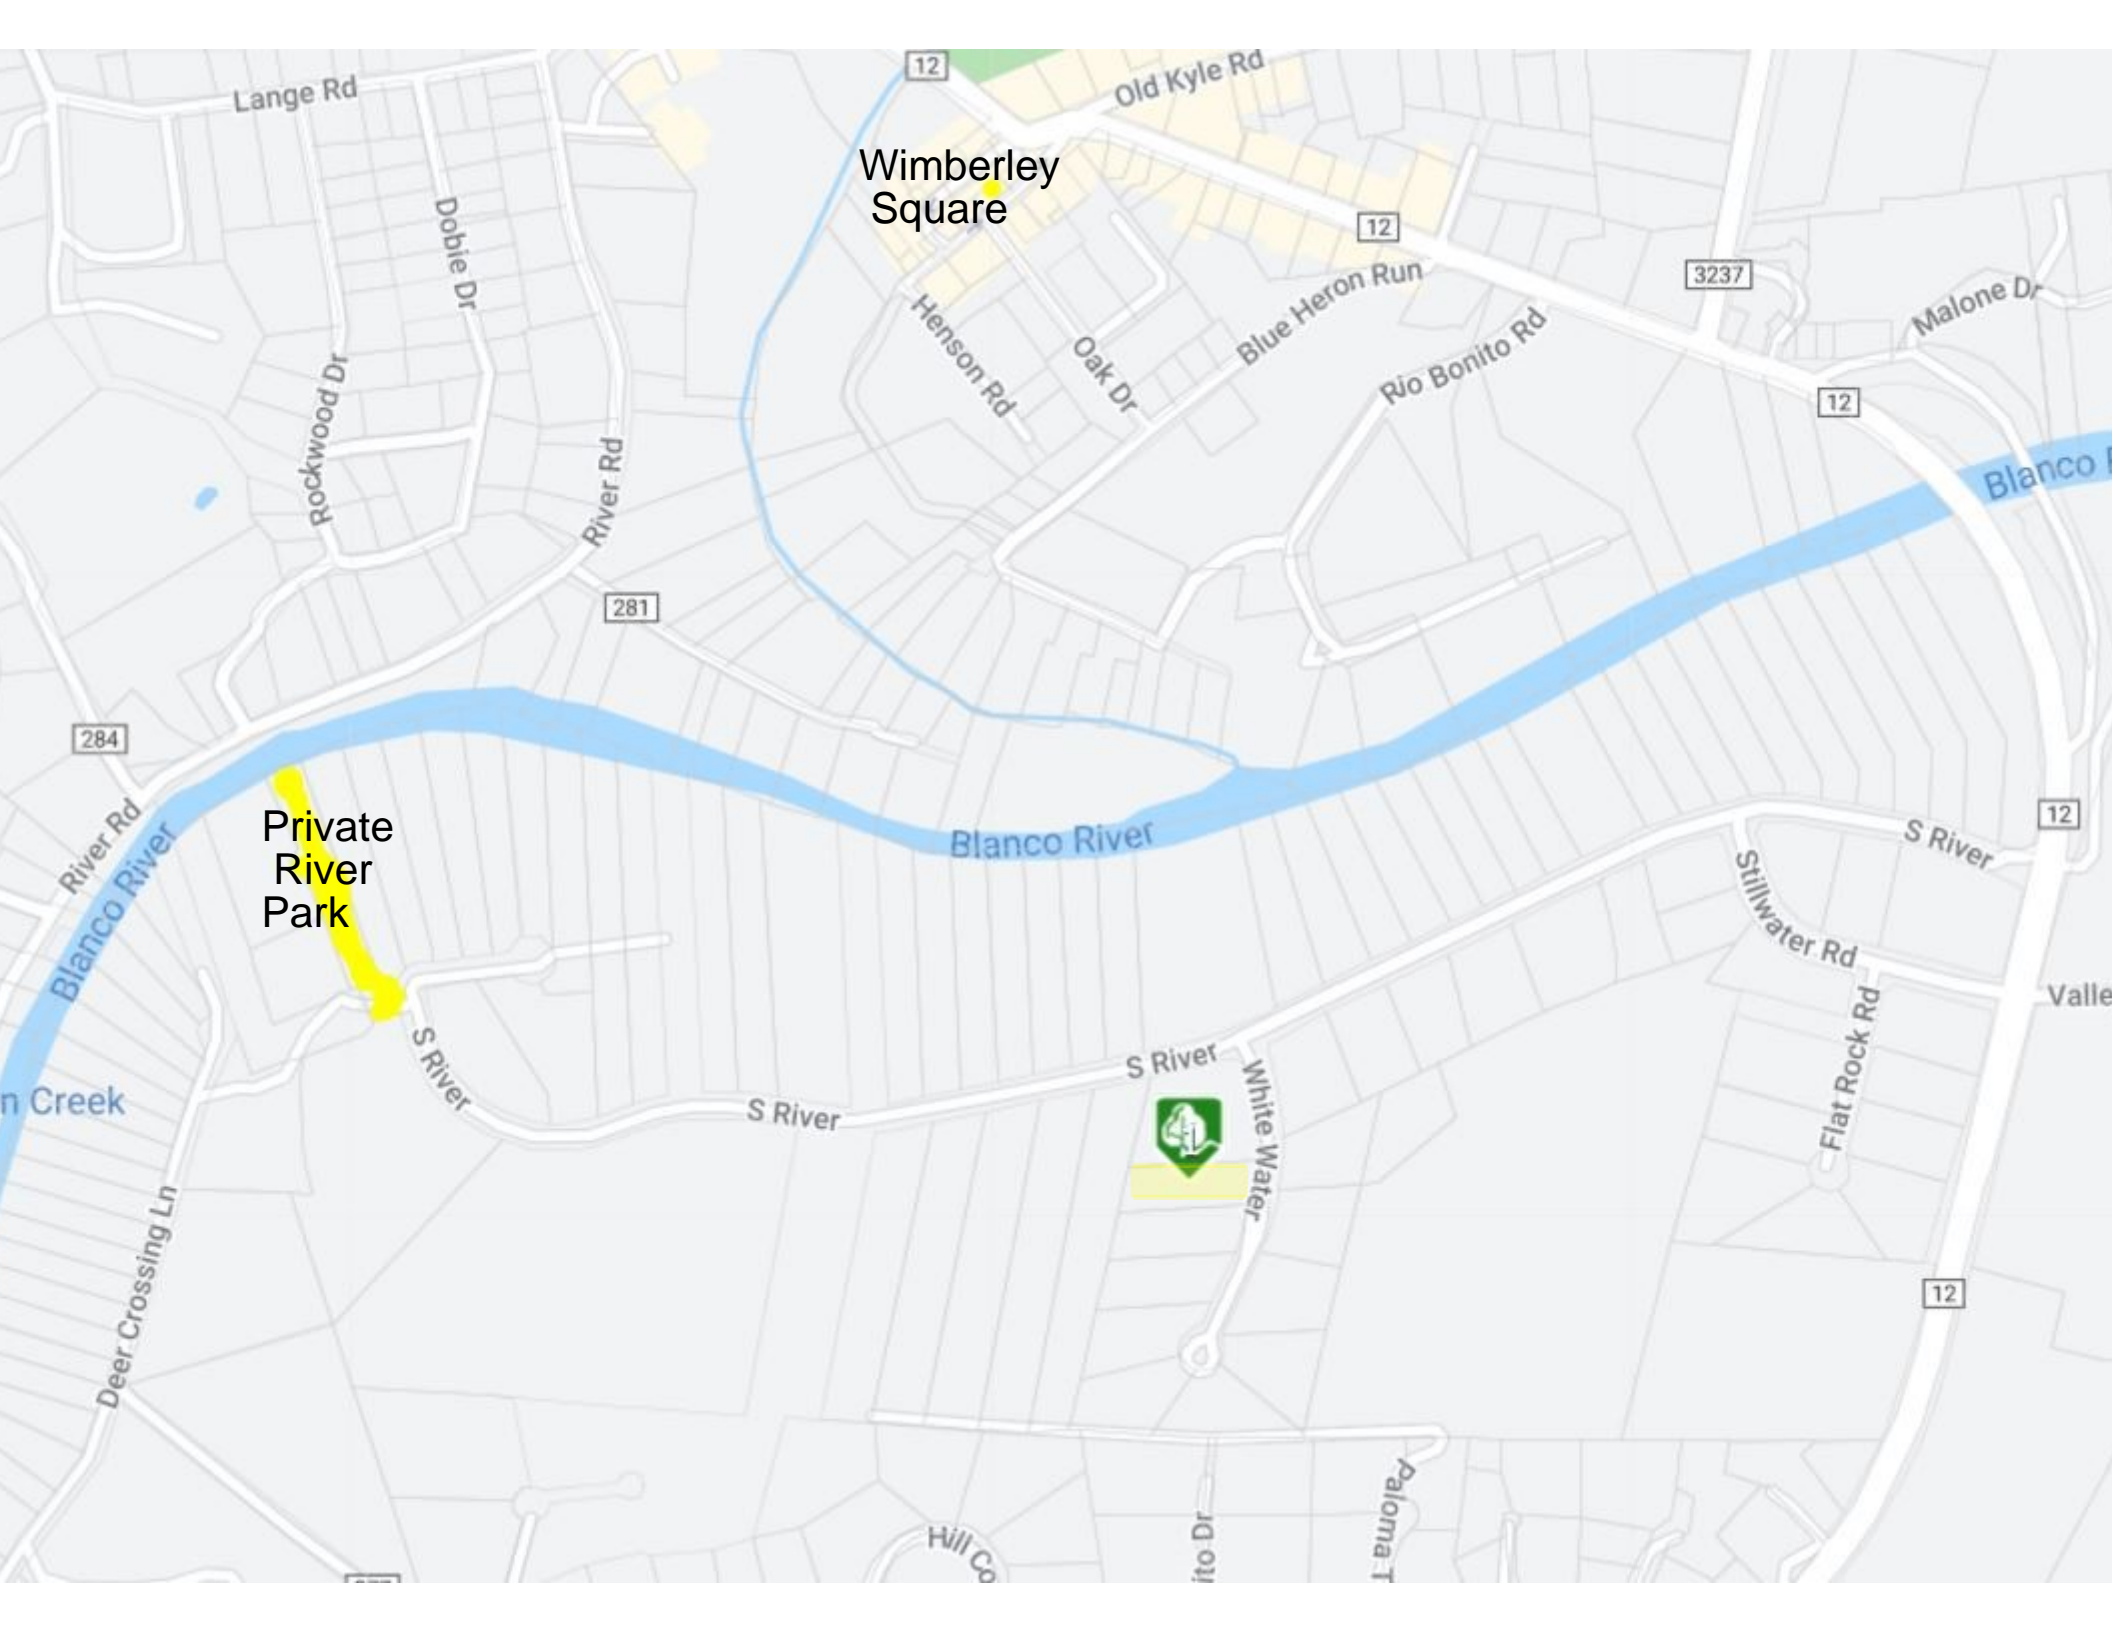 12
Old Kyle Rd
Lange Rd
Wimberley
Square
Dobie Dr
12
3237
Blue Heron Run
Malone Dr
Henson Rd
Oak Dr
Rio Bonito Rd
12
Rockwood Dr
River Rd
Blanco
281
284
12
River Rd
Private
River
Park
Blanco River
Blanco River
S River
Stillwater Rd
Valle
Flat Rock Rd
S River
S River
S River
White Water
n Creek
Deer Crossing Ln
12
Hill Co
ito Dr
Paloma T